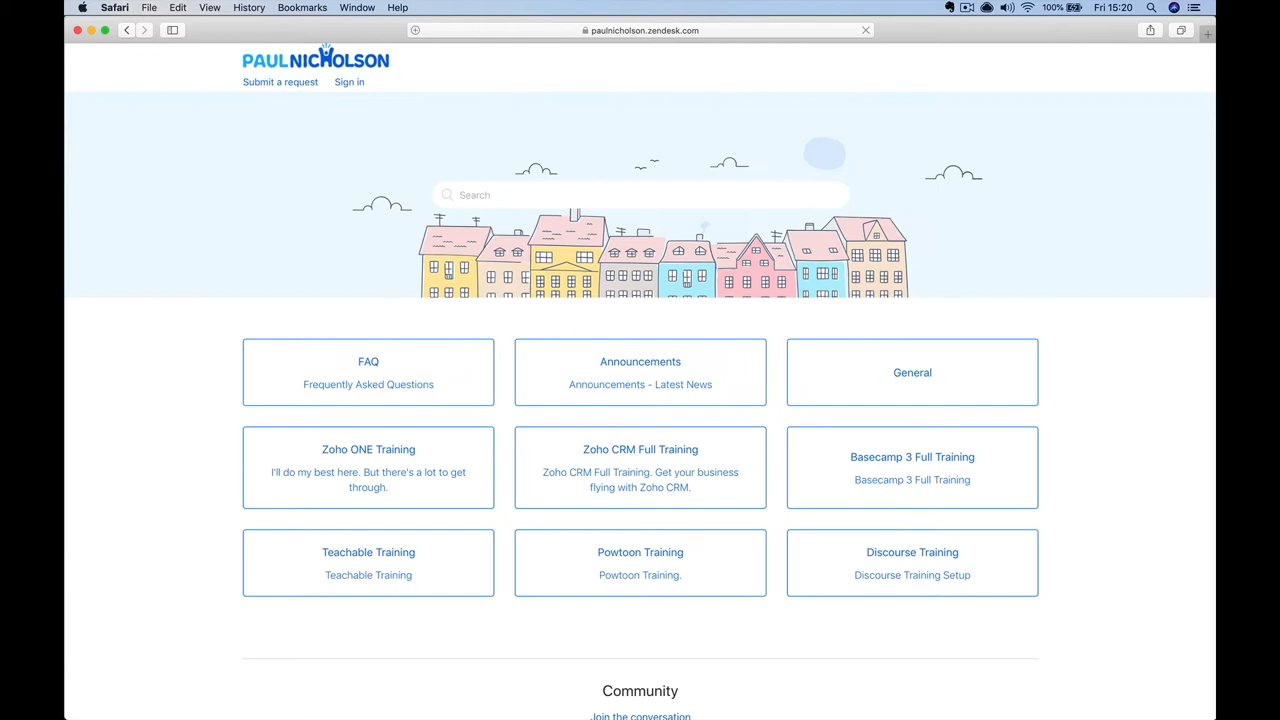 Safari File Edit View History Bookmarks Window Help 100% Fri 15:20
paulnicholson.zendesk.com
PAULNICHOLSON
Submit a request Sign in
Search
FAQ
Frequently Asked Questions
Announcements
Announcements - Latest News
General
Zoho ONE Training
I'll do my best here. But there's a lot to get
through.
Zoho CRM Full Training
Zoho CRM Full Training. Get your business
flying with Zoho CRM.
Basecamp 3 Full Training
Basecamp 3 Full Training
Teachable Training
Teachable Training
Powtoon Training
Powtoon Training.
Discourse Training
Discourse Training Setup
Community
Join the conversation